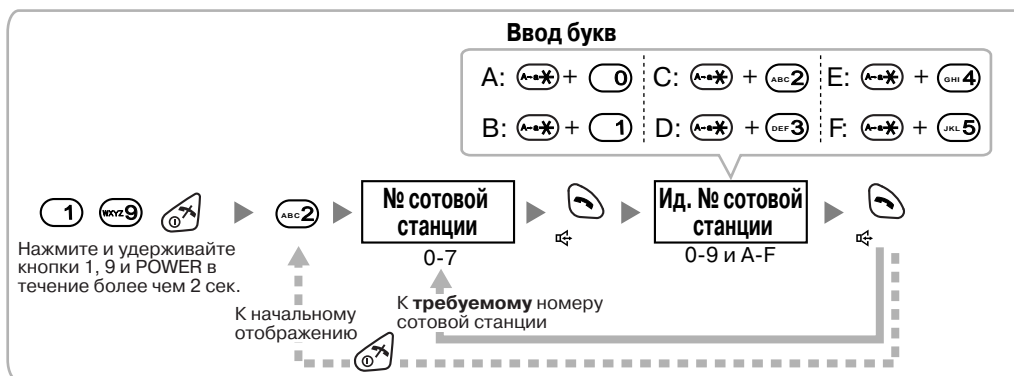 Ввод букв
A: A-a✱ + 0 C: A-a✱ + ABC2 E: A-a✱ + GHI4
B: A-a✱ + 1 D: A-a✱ + DEF3 F: A-a✱ + JKL5
1 WXYZ9 ABC2
№ сотовой
станции
0-7
Ид. № сотовой
станции
0-9 и A-F
Нажмите и удерживайте
кнопки 1, 9 и POWER в
течение более чем 2 сек.
К начальному
отображению
К требуемому номеру
сотовой станции